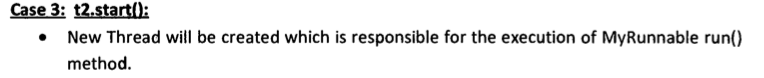 Case 3: t2.start():
• New Thread will be created which is responsible for the execution of MyRunnable run()
method.